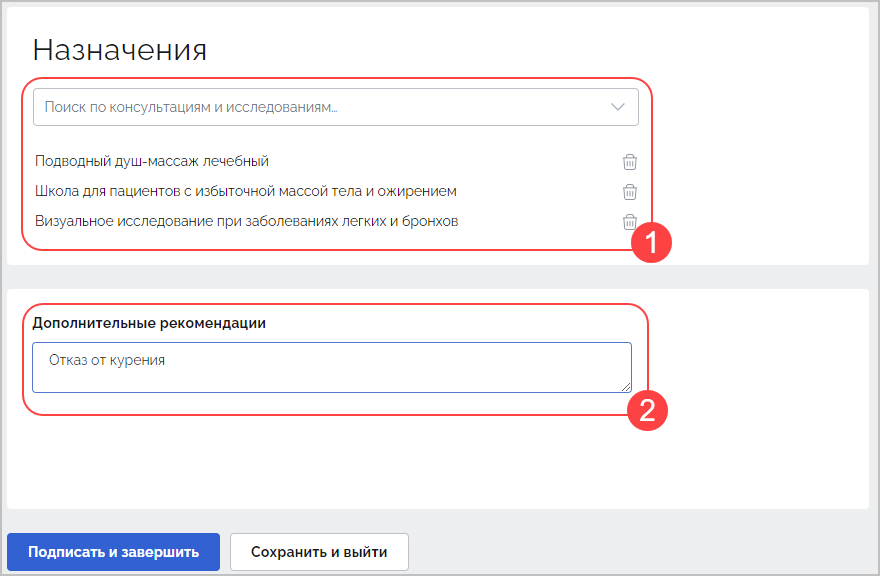 Назначения
Поиск по консультациям и исследованиям...
Подводный душ-массаж лечебный
Школа для пациентов с избыточной массой тела и ожирением
Визуальное исследование при заболеваниях легких и бронхов
1
Дополнительные рекомендации
Отказ от курения
2
Подписать и завершить
Сохранить и выйти